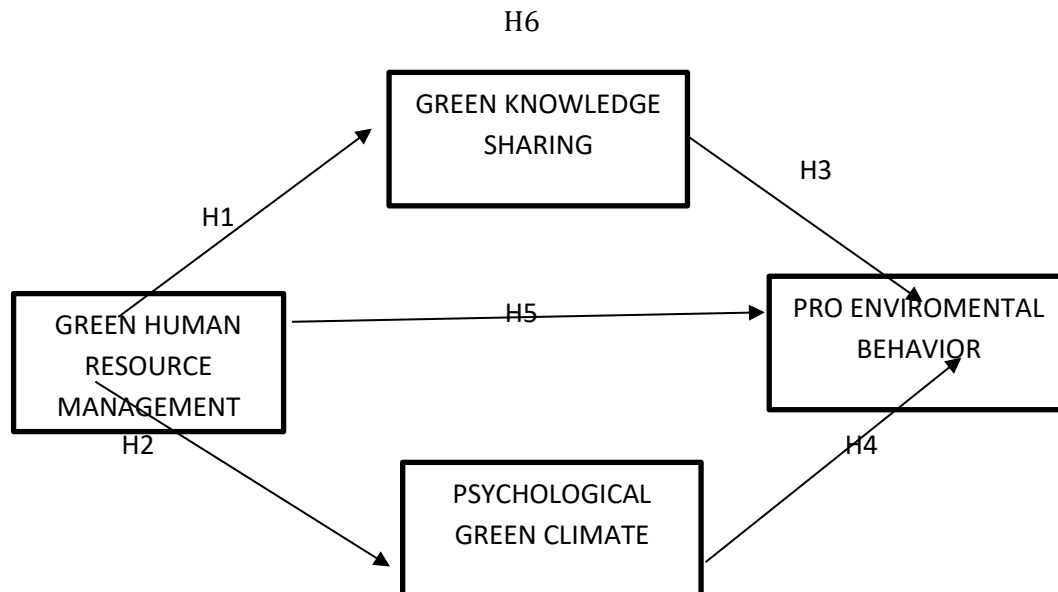 H6
GREEN KNOWLEDGE
SHARING
H3
H1
GREEN HUMAN
RESOURCE
MANAGEMENT
H5
PRO ENVIROMENTAL
BEHAVIOR
H2
H4
PSYCHOLOGICAL
GREEN CLIMATE